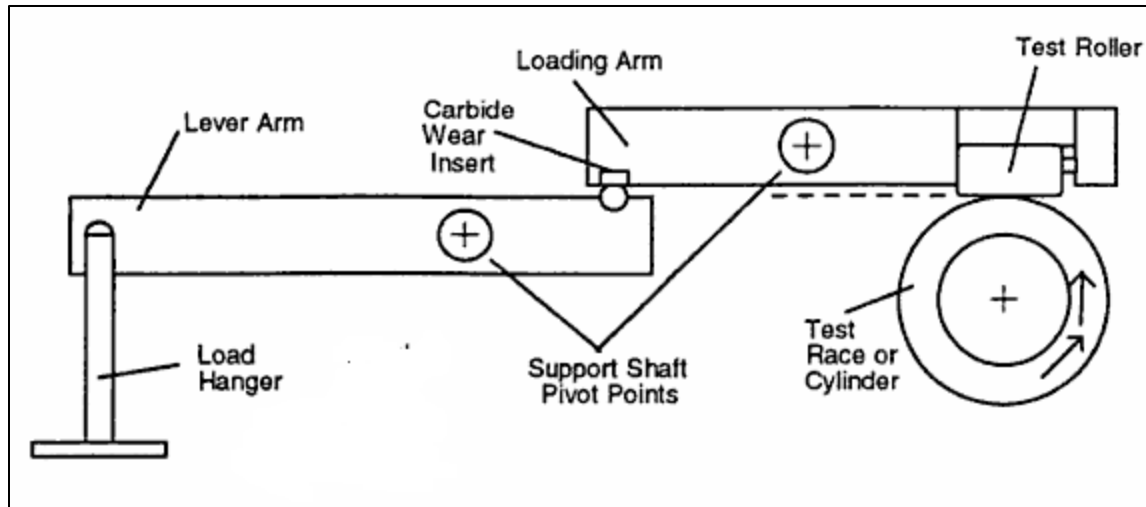 Test Roller
Loading Arm
Carbide
Wear
Insert
Lever Arm
Load
Hanger
Support Shaft
Pivot Points
Test
Race or
Cylinder